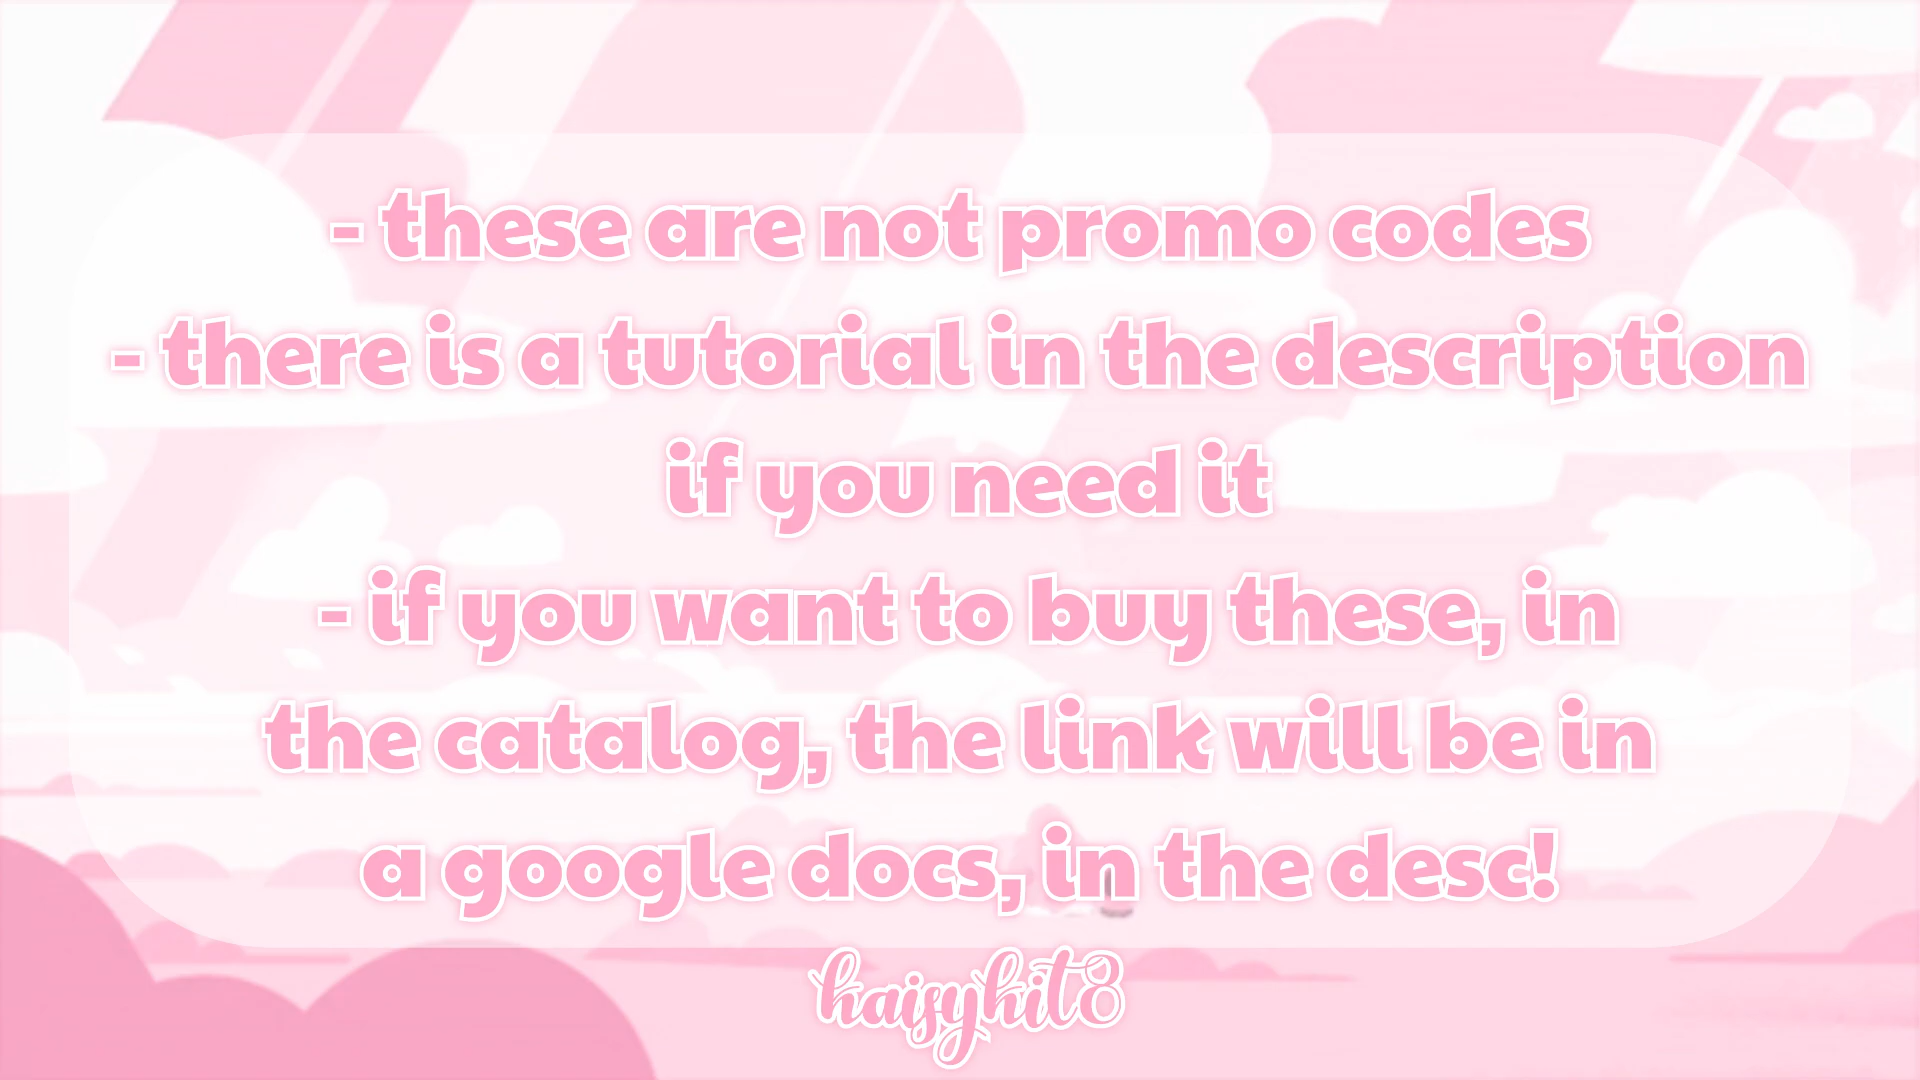 - these are not promo codes
- there is a tutorial in the description
if you need it
- if you want to buy these, in
the catalog, the link will be in
a google docs, in the desc!
haisyhit8